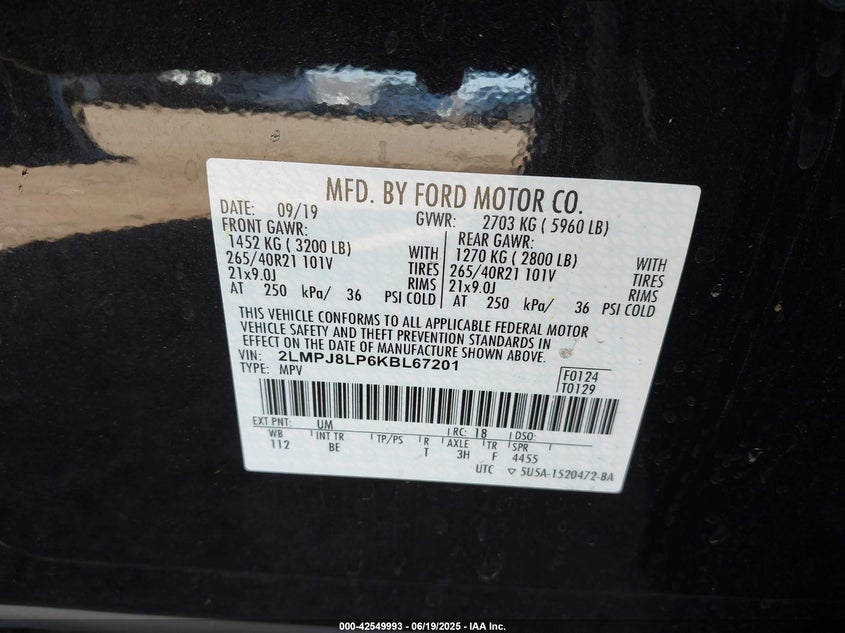 MFD. BY FORD MOTOR CO.
DATE: 09/19 GVWR: 2703 KG ( 5960 LB)
FRONT GAWR: REAR GAWR:
1452 KG ( 3200 LB) WITH 1270 KG ( 2800 LB) WITH
265/40R21 101V TIRES 265/40R21 101V TIRES
21x9.0J RIMS 21x9.0J RIMS
AT 250 kPa/ 36 PSI COLD AT 250 kPa/ 36 PSI COLD
THIS VEHICLE CONFORMS TO ALL APPLICABLE FEDERAL MOTOR
VEHICLE SAFETY AND THEFT PREVENTION STANDARDS IN
EFFECT ON THE DATE OF MANUFACTURE SHOWN ABOVE.
VIN: 2LMPJ8LP6KBL67201
TYPE: MPV
F0124
T0129
EXT PNT: UM RC: 18 DSO:
WB INT TR TP/PS R AXLE TR SPR
112 BE T 3H F 4455
UTC ▽ 5U5A-1520472-BA
000-42549993 - 06/19/2025 - IAA Inc.